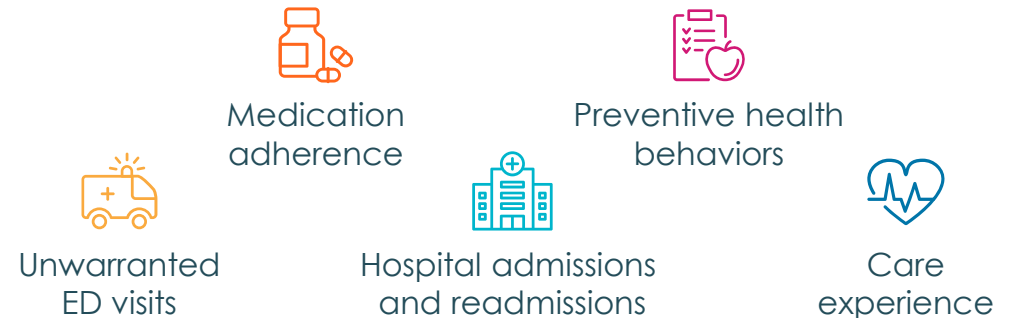 Medication
adherence
Preventive health
behaviors
Unwarranted
ED visits
Hospital admissions
and readmissions
Care
experience